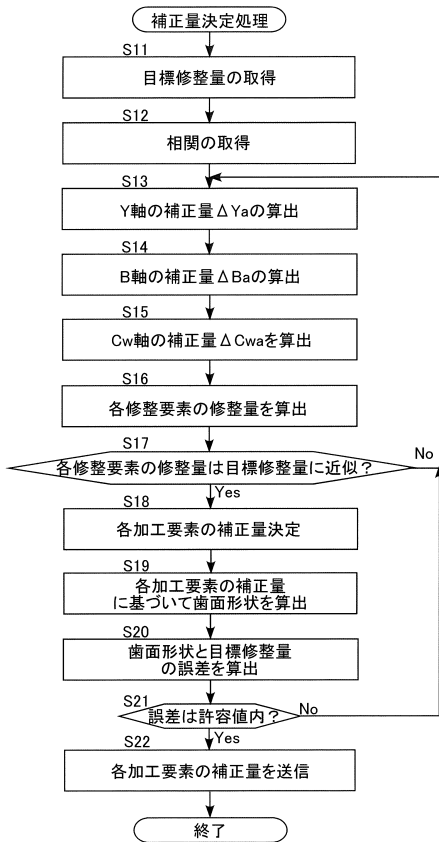 補正量決定処理
S11
目標修整量の取得
S12
相関の取得
S13
Y軸の補正量ΔYaの算出
S14
B軸の補正量ΔBaの算出
S15
Cw軸の補正量ΔCwaを算出
S16
各修整要素の修整量を算出
S17
各修整要素の修整量は目標修整量に近似?
No
Yes
S18
各加工要素の補正量決定
S19
各加工要素の補正量
に基づいて歯面形状を算出
S20
歯面形状と目標修整量
の誤差を算出
S21
誤差は許容値内?
No
Yes
S22
各加工要素の補正量を送信
終了